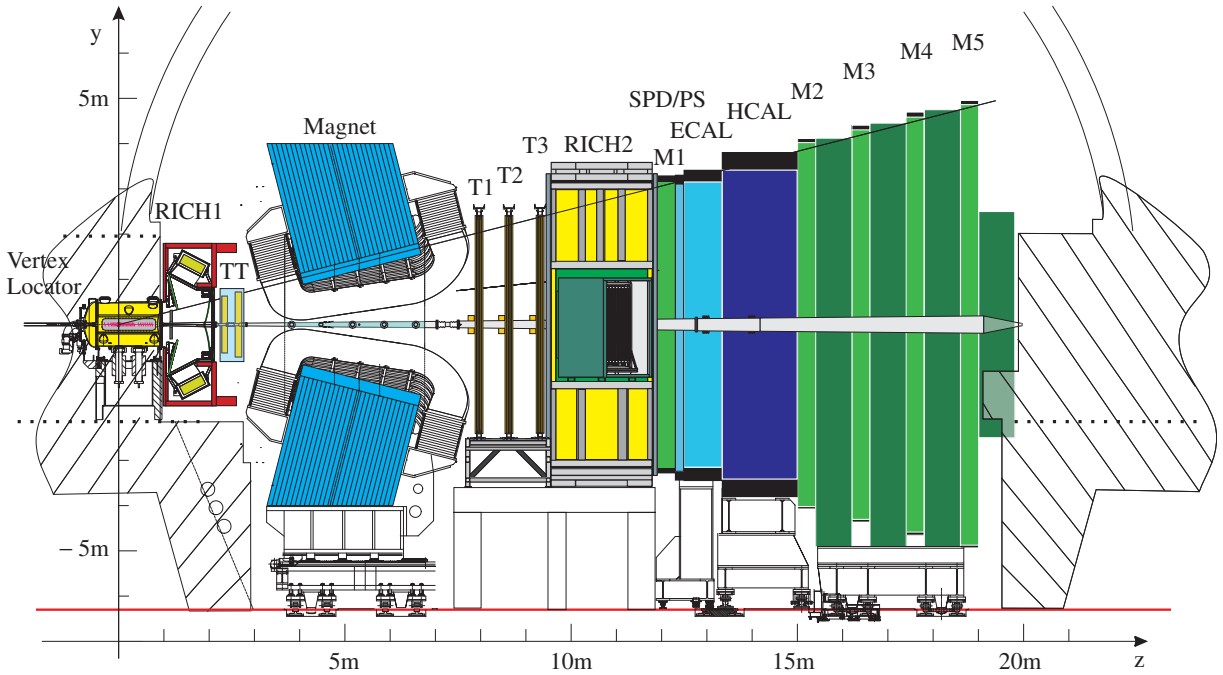 y
5m
Magnet
T1
T2
T3
RICH2
M1
SPD/PS
ECAL
HCAL
M2
M3
M4
M5
RICH1
TT
Vertex
Locator
− 5m
5m
10m
15m
20m
z